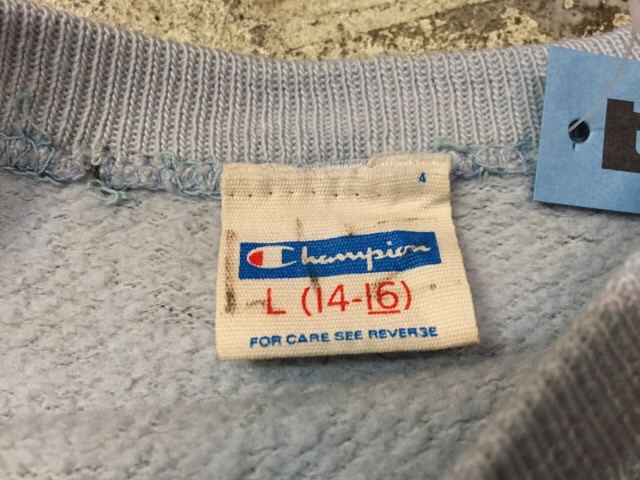 4
Champion
L (14-16)
FOR CARE SEE REVERSE